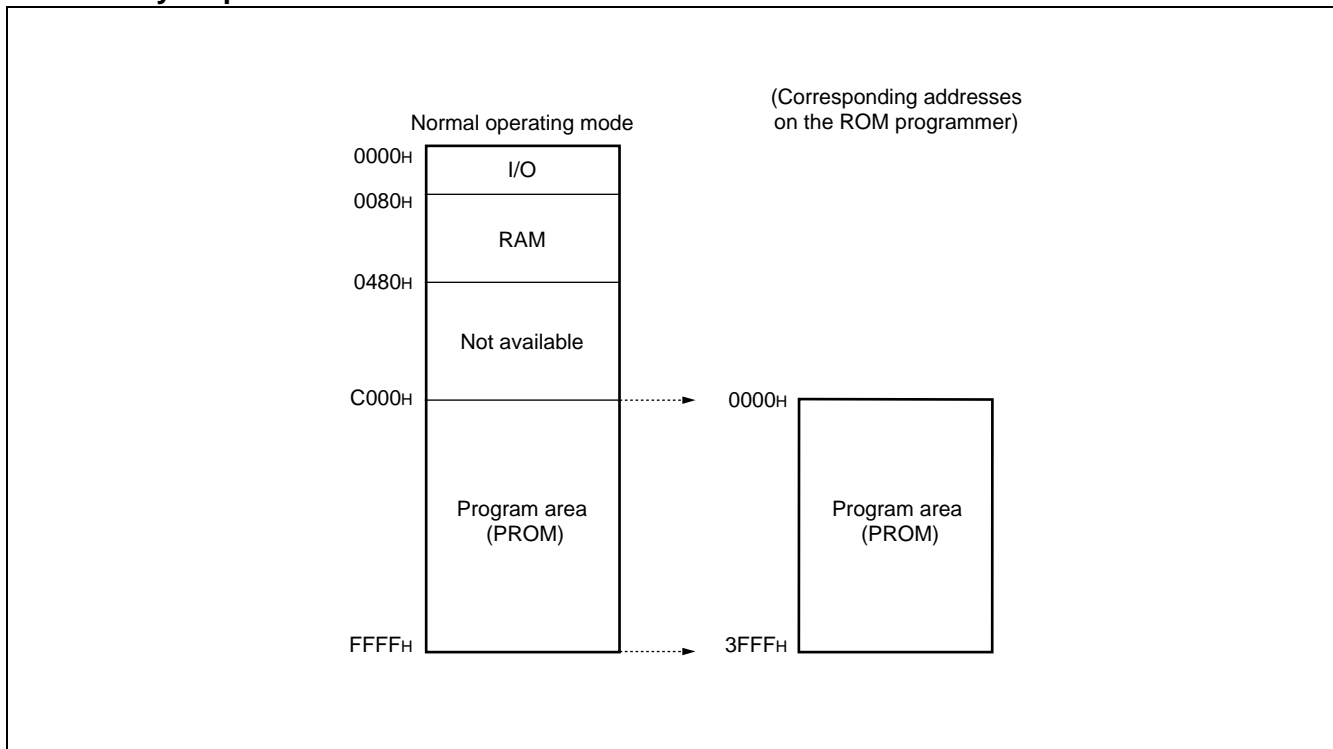 (Corresponding addresses
on the ROM programmer)
Normal operating mode
0000H
I/O
0080H
RAM
0480H
Not available
C000H
0000H
Program area
(PROM)
Program area
(PROM)
FFFFH
3FFFH